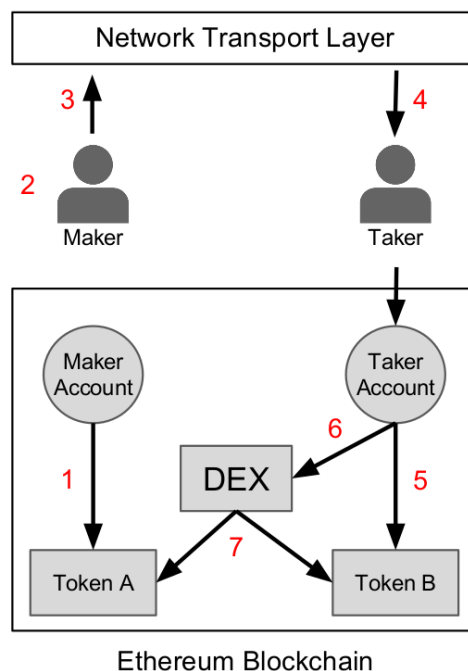 Network Transport Layer
3
4
2
Maker
Taker
Maker
Account
Taker
Account
6
1
DEX
5
7
Token A
Token B
Ethereum Blockchain